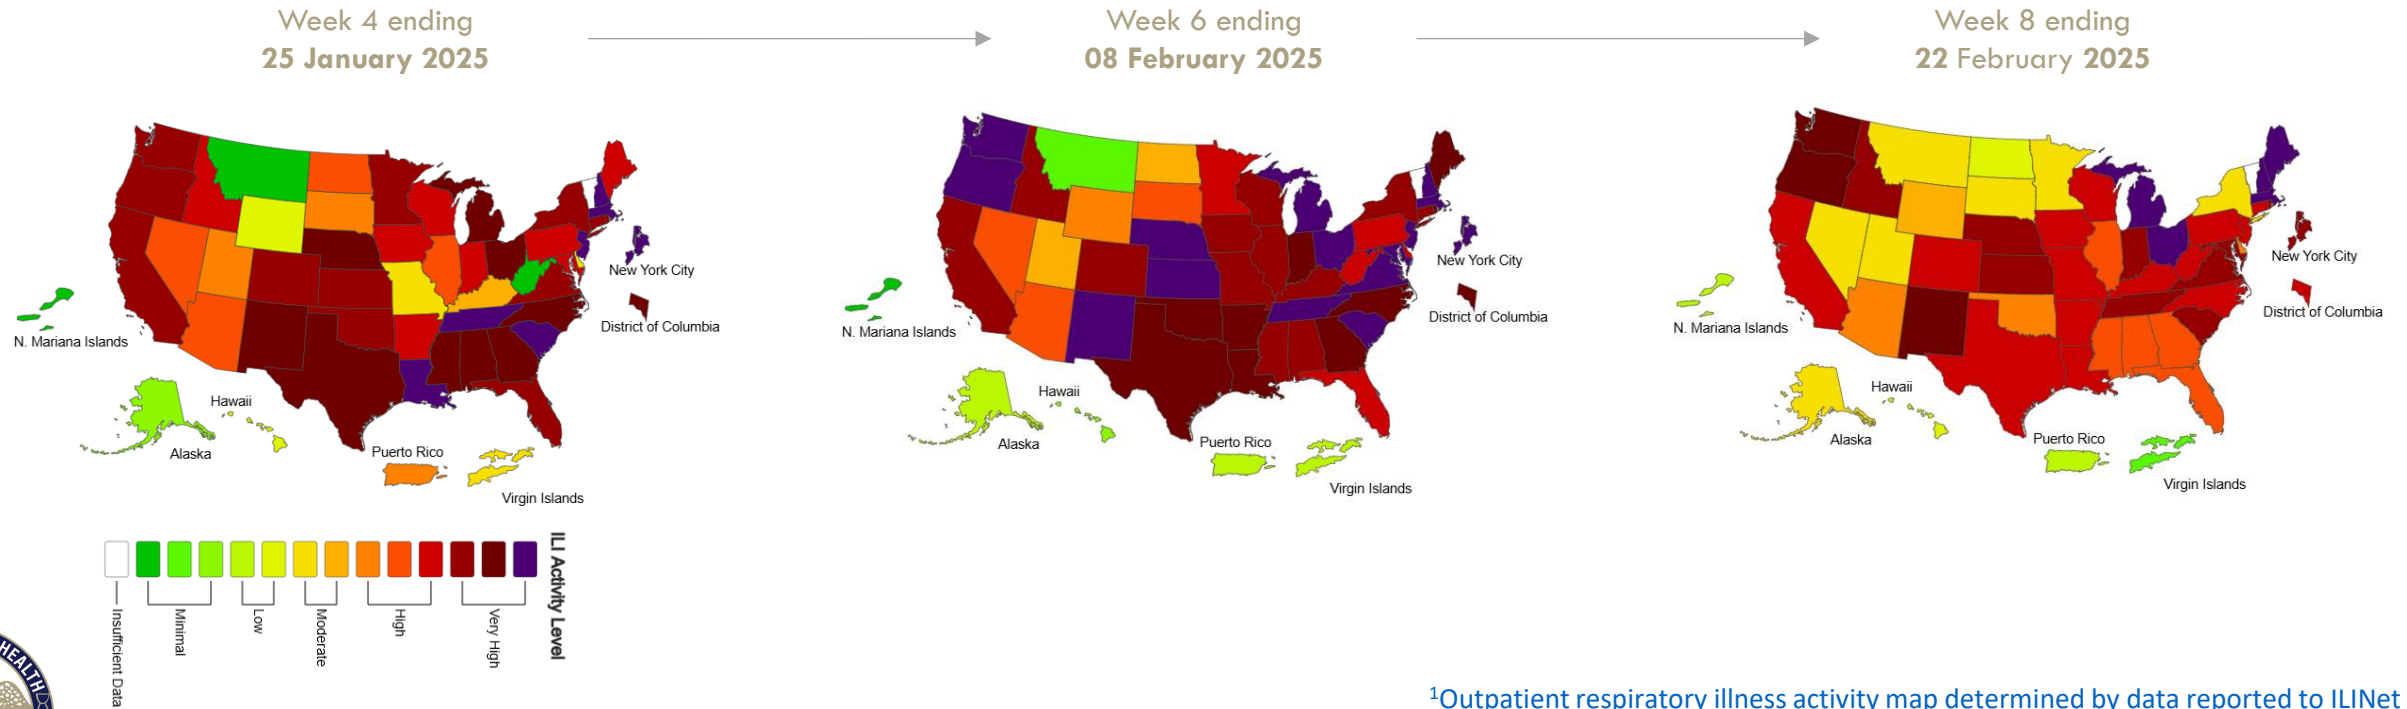 Week 4 ending
25 January 2025
Week 6 ending
08 February 2025
Week 8 ending
22 February 2025
New York City
District of Columbia
N. Mariana Islands
Hawaii
Alaska
Puerto Rico
Virgin Islands
New York City
District of Columbia
N. Mariana Islands
Hawaii
Alaska
Puerto Rico
Virgin Islands
New York City
District of Columbia
N. Mariana Islands
Hawaii
Alaska
Puerto Rico
Virgin Islands
ILI Activity Level
Insufficient Data
Minimal
Low
Moderate
High
Very High
HEALTH
1Outpatient respiratory illness activity map determined by data reported to ILINet